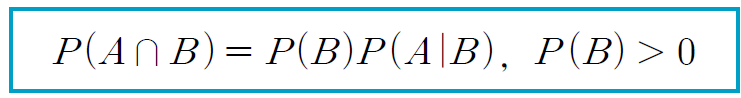 P(A∩B) = P(B)P(A|B), P(B) > 0